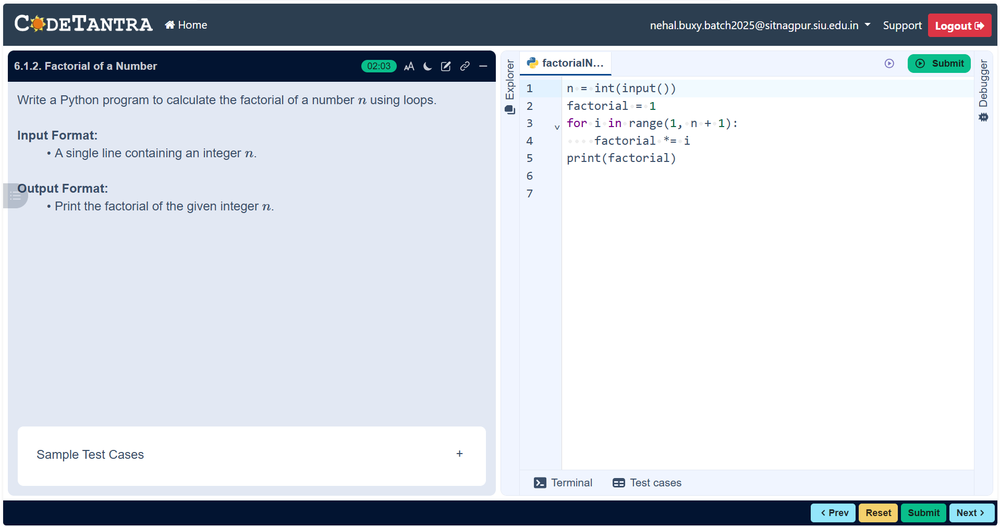 CODETANTRA
Home
nehal.buxy.batch2025@sitnagpur.siu.edu.in
Support
Logout
6.1.2. Factorial of a Number
02:03
Write a Python program to calculate the factorial of a number n using loops.
Input Format:
• A single line containing an integer n.
Output Format:
• Print the factorial of the given integer n.
Sample Test Cases
+
Explorer
factorialN...
Submit
Debugger
1 n = int(input())
2 factorial = 1
3 for i in range(1, n + 1):
4     factorial *= i
5 print(factorial)
6
7
Terminal
Test cases
< Prev
Reset
Submit
Next >